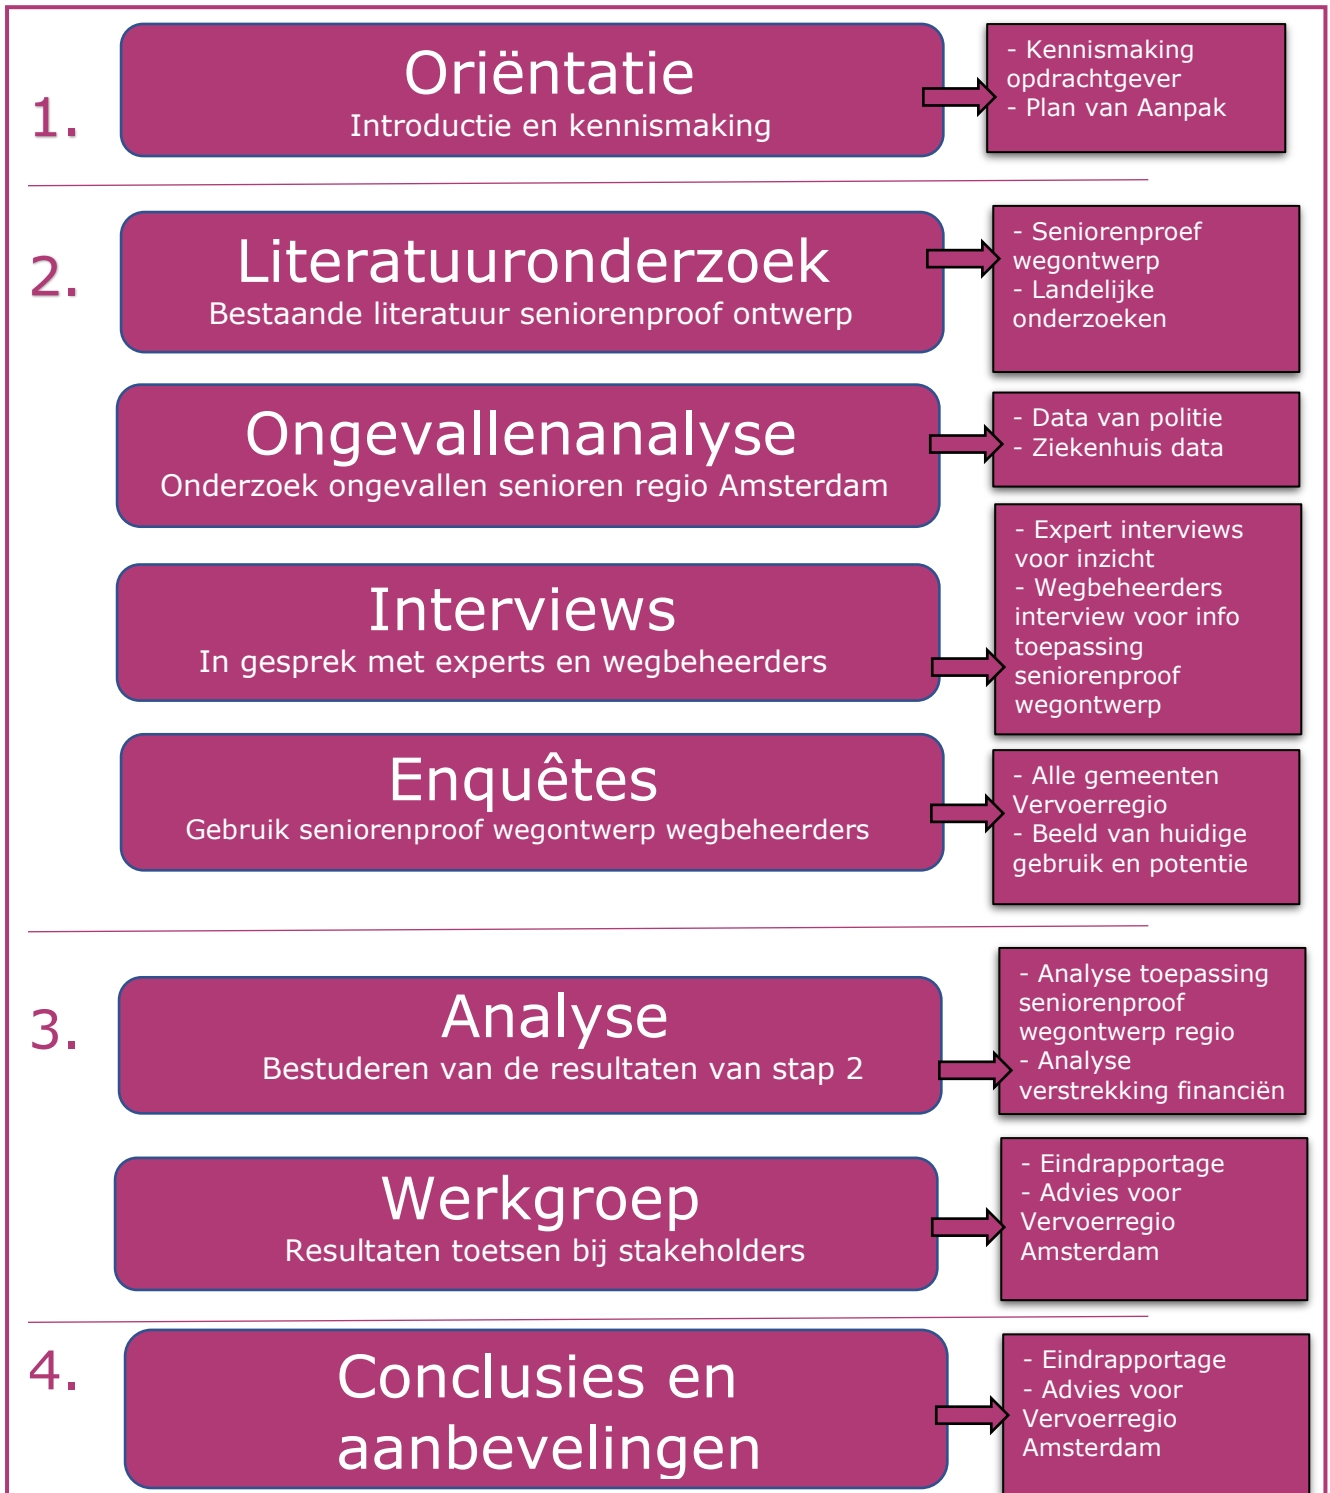 1.
Oriëntatie
Introductie en kennismaking
- Kennismaking
opdrachtgever
- Plan van Aanpak
2.
Literatuuronderzoek
Bestaande literatuur seniorenproof ontwerp
- Seniorenproef
wegontwerp
- Landelijke
onderzoeken
Ongevallenanalyse
Onderzoek ongevallen senioren regio Amsterdam
- Data van politie
- Ziekenhuis data
Interviews
In gesprek met experts en wegbeheerders
- Expert interviews
voor inzicht
- Wegbeheerders
interview voor info
toepassing
seniorenproof
wegontwerp
Enquêtes
Gebruik seniorenproof wegontwerp wegbeheerders
- Alle gemeenten
Vervoerregio
- Beeld van huidige
gebruik en potentie
3.
Analyse
Bestuderen van de resultaten van stap 2
- Analyse toepassing
seniorenproof
wegontwerp regio
- Analyse
verstrekking financiën
Werkgroep
Resultaten toetsen bij stakeholders
- Eindrapportage
- Advies voor
Vervoerregio
Amsterdam
4.
Conclusies en
aanbevelingen
- Eindrapportage
- Advies voor
Vervoerregio
Amsterdam